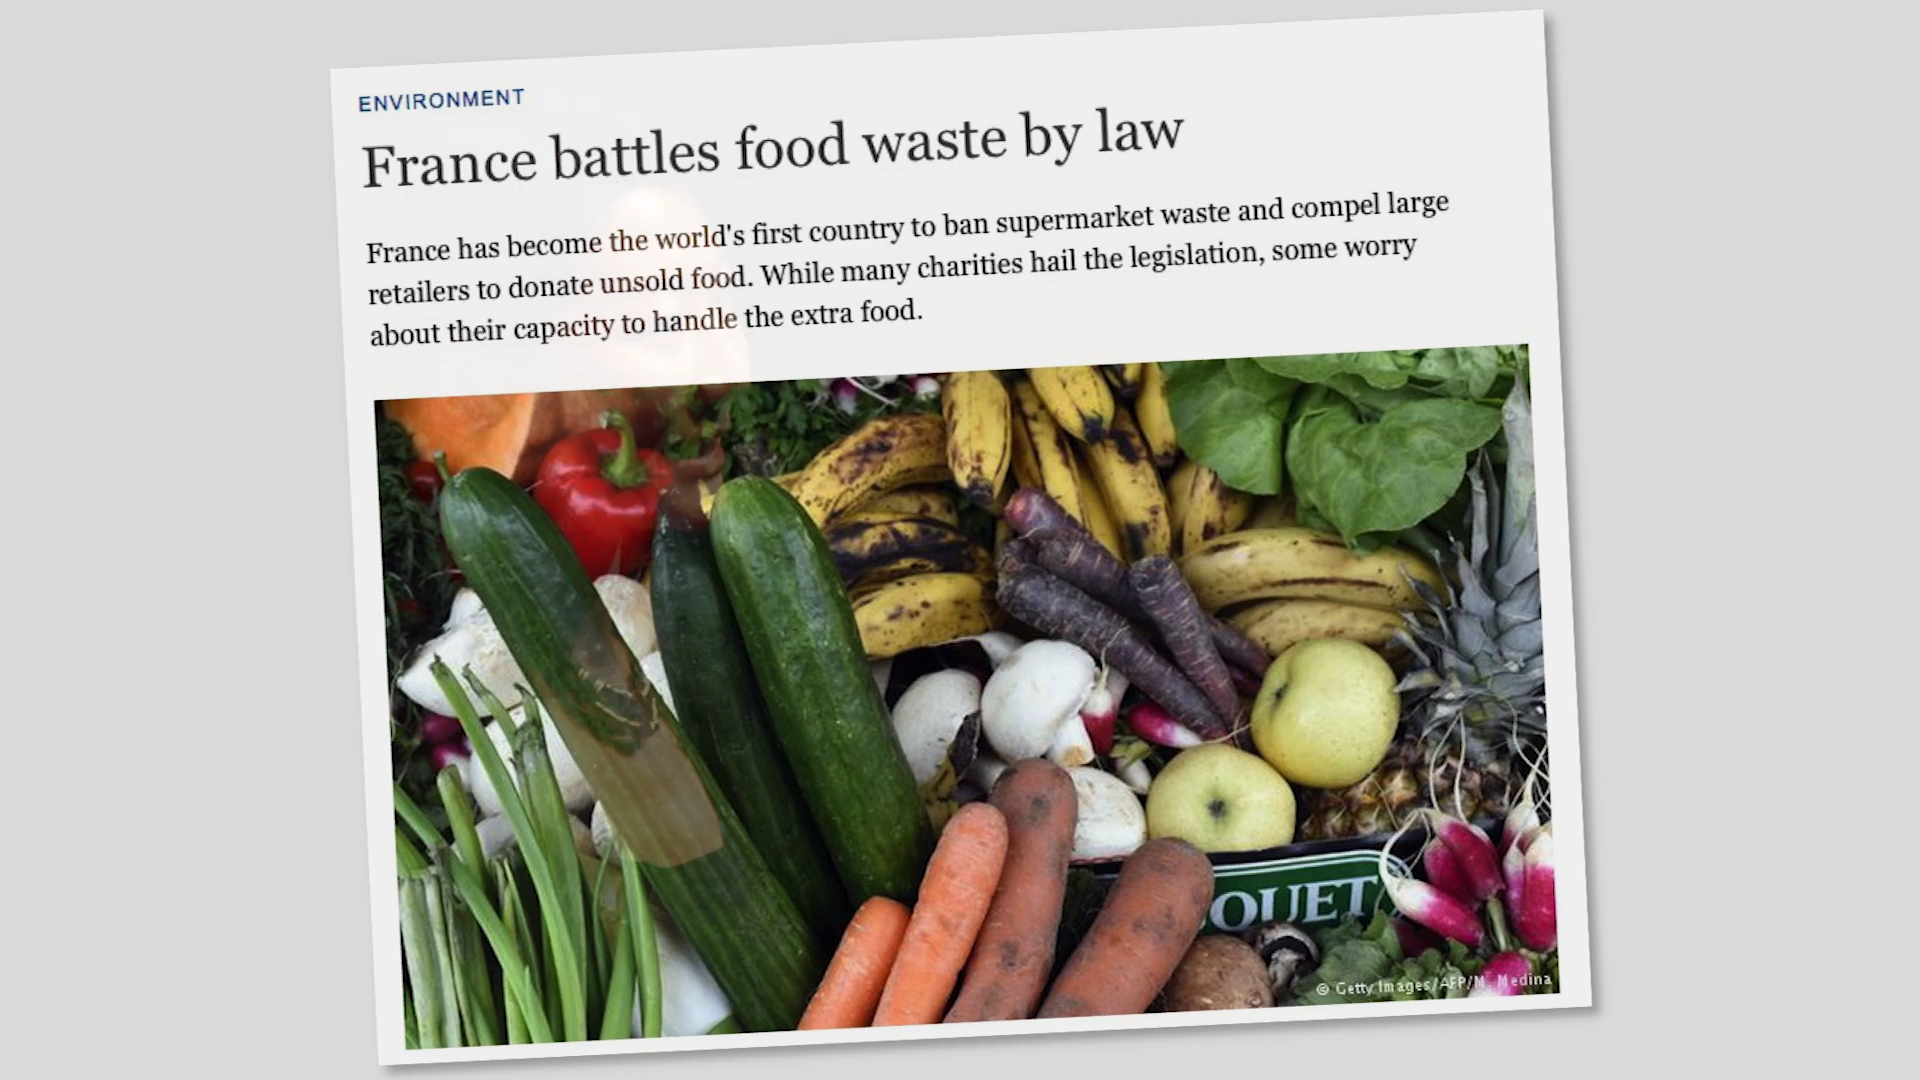 ENVIRONMENT
France battles food waste by law
France has become the world's first country to ban supermarket waste and compel large
retailers to donate unsold food. While many charities hail the legislation, some worry
about their capacity to handle the extra food.
OUET
© Getty Images/AFP/M. Medina